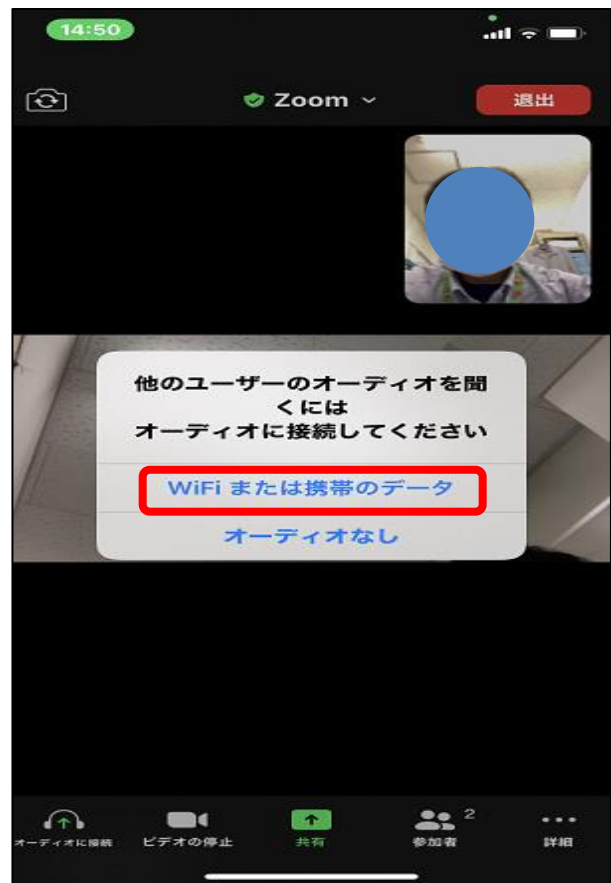 14:50
Zoom
退出
他のユーザーのオーディオを聞
くには
オーディオに接続してください
WiFi または携帯のデータ
オーディオなし
2
オーディオに接続
ビデオの停止
共有
参加者
詳細